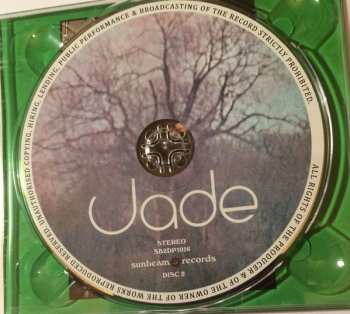 ALL RIGHTS OF THE PRODUCER & OF THE OWNER OF THE WORKS REPRODUCED RESERVED. UNAUTHORISED COPYING, HIRING, LENDING, PUBLIC PERFORMANCE & BROADCASTING OF THE RECORD STRICTLY PROHIBITED.
Jade
STEREO
SB2DP1016
sunbeam records
DISC 2